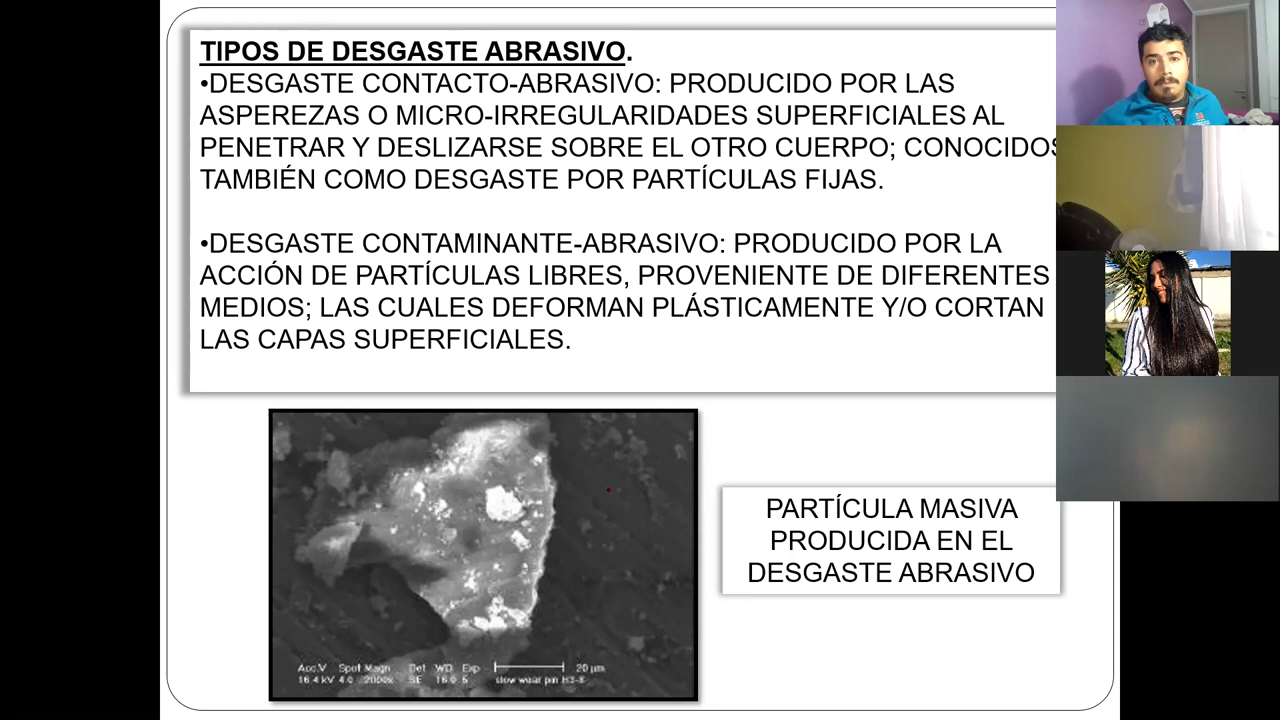 TIPOS DE DESGASTE ABRASIVO.
•DESGASTE CONTACTO-ABRASIVO: PRODUCIDO POR LAS
ASPEREZAS O MICRO-IRREGULARIDADES SUPERFICIALES AL
PENETRAR Y DESLIZARSE SOBRE EL OTRO CUERPO; CONOCIDOS
TAMBIÉN COMO DESGASTE POR PARTÍCULAS FIJAS.
•DESGASTE CONTAMINANTE-ABRASIVO: PRODUCIDO POR LA
ACCIÓN DE PARTÍCULAS LIBRES, PROVENIENTE DE DIFERENTES
MEDIOS; LAS CUALES DEFORMAN PLÁSTICAMENTE Y/O CORTAN
LAS CAPAS SUPERFICIALES.
PARTÍCULA MASIVA
PRODUCIDA EN EL
DESGASTE ABRASIVO
Acc.V Spot Magn Det WD Exp 20 µm
16.4 kV 4.0 2000x SE 16.0 5 slow wear pin H3-8